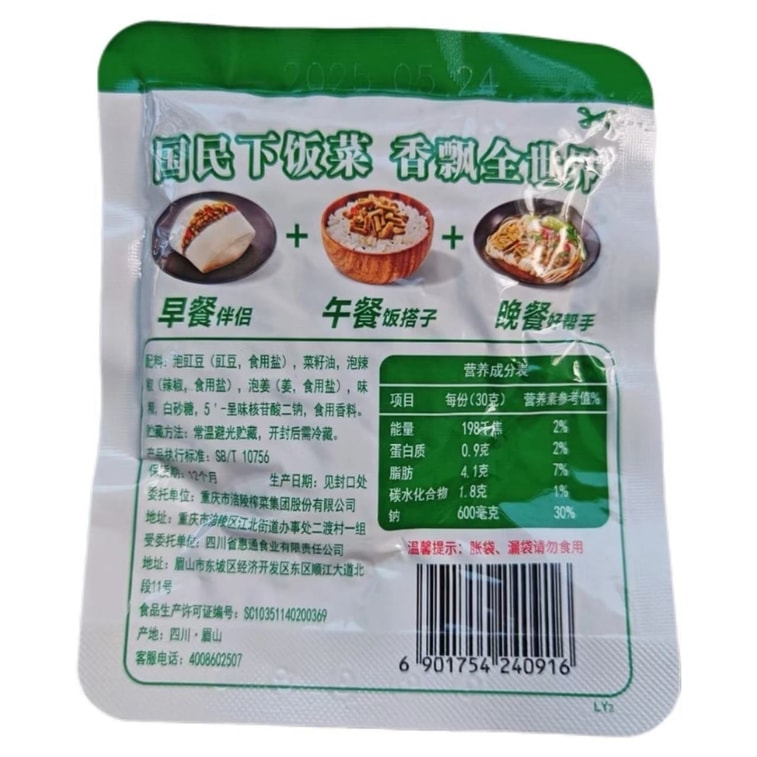 2025 05 24
国民下饭菜 香飘全世界
早餐伴侣
午餐饭搭子
晚餐好帮手
配料：泡豇豆（豇豆，食用盐），菜籽油，泡辣
椒（辣椒，食用盐），泡姜（姜，食用盐），味
精，白砂糖，5'-呈味核苷酸二钠，食用香料。
贮藏方法：常温避光贮藏，开封后需冷藏。
产品执行标准：SB/T 10756
保质期：12个月 生产日期：见封口处
委托单位：重庆市涪陵榨菜集团股份有限公司
地址：重庆市涪陵区江北街道办事处二渡村一组
受委托单位：四川省惠通食业有限责任公司
地址：眉山市东坡区经济开发区东区顺江大道北
段11号
食品生产许可证编号：SC10351140200369
产地：四川·眉山
客服电话：4008602507
营养成分表
项目 每份(30克) 营养素参考值%
能量 198千焦 2%
蛋白质 0.9克 2%
脂肪 4.1克 7%
碳水化合物 1.8克 1%
钠 600毫克 30%
温馨提示：胀袋、漏袋请勿食用
6 901754 240916
LY2